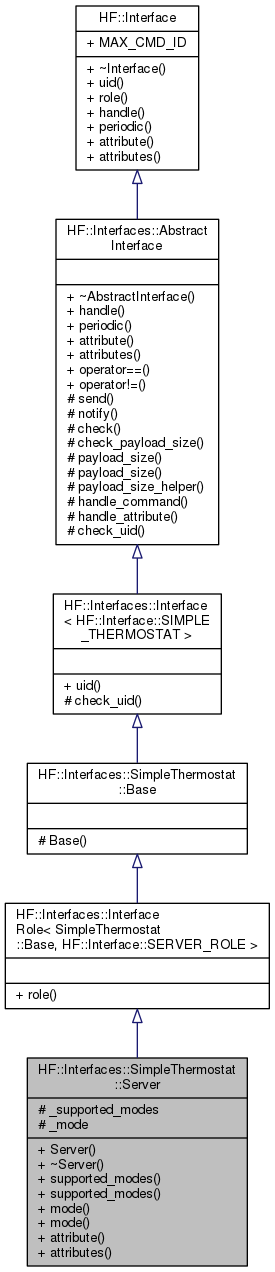 HF::Interface
+ MAX_CMD_ID
+ ~Interface()
+ uid()
+ role()
+ handle()
+ periodic()
+ attribute()
+ attributes()
HF::Interfaces::Abstract
Interface
+ ~AbstractInterface()
+ handle()
+ periodic()
+ attribute()
+ attributes()
+ operator==()
+ operator!=()
# send()
# notify()
# check()
# check_payload_size()
# payload_size()
# payload_size()
# payload_size_helper()
# handle_command()
# handle_attribute()
# check_uid()
HF::Interfaces::Interface
< HF::Interface::SIMPLE
_THERMOSTAT >
+ uid()
# check_uid()
HF::Interfaces::SimpleThermostat
::Base
# Base()
HF::Interfaces::Interface
Role< SimpleThermostat
::Base, HF::Interface::SERVER_ROLE >
+ role()
HF::Interfaces::SimpleThermostat
::Server
# _supported_modes
# _mode
+ Server()
+ ~Server()
+ supported_modes()
+ supported_modes()
+ mode()
+ mode()
+ attribute()
+ attributes()